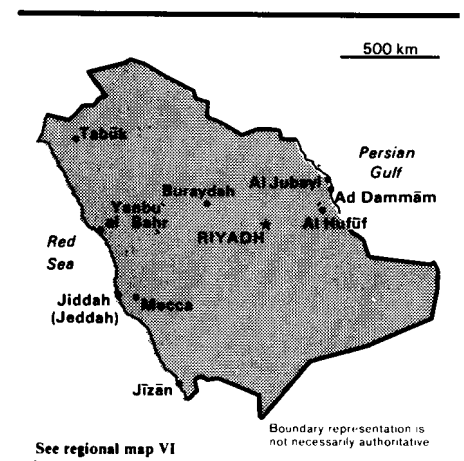 500 km
Tabūk
Persian
Gulf
Al Jubayl
Buraydah
Ad Dammām
Yanbu
al Bahr
Al Hufūf
RIYADH
Red
Sea
Jiddah
(Jeddah)
Mecca
Jīzān
Boundary representation is
not necessarily authoritative
See regional map VI